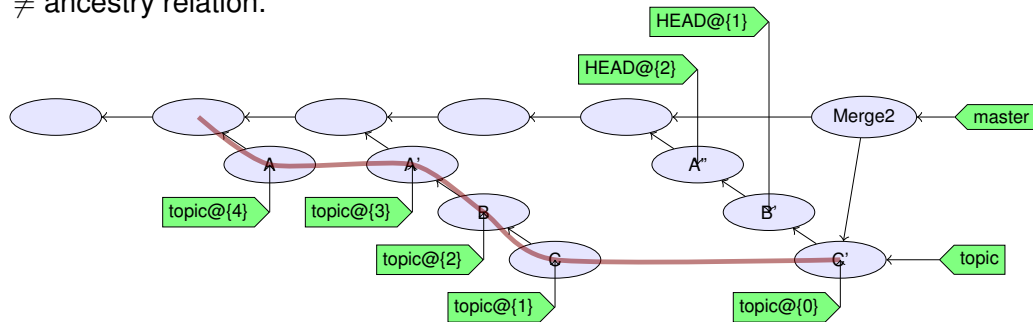 ≠ ancestry relation.
HEAD@{1}
HEAD@{2}
Merge2
master
A
A'
A"
topic@{4}
topic@{3}
B
B'
topic@{2}
C
C'
topic
topic@{1}
topic@{0}